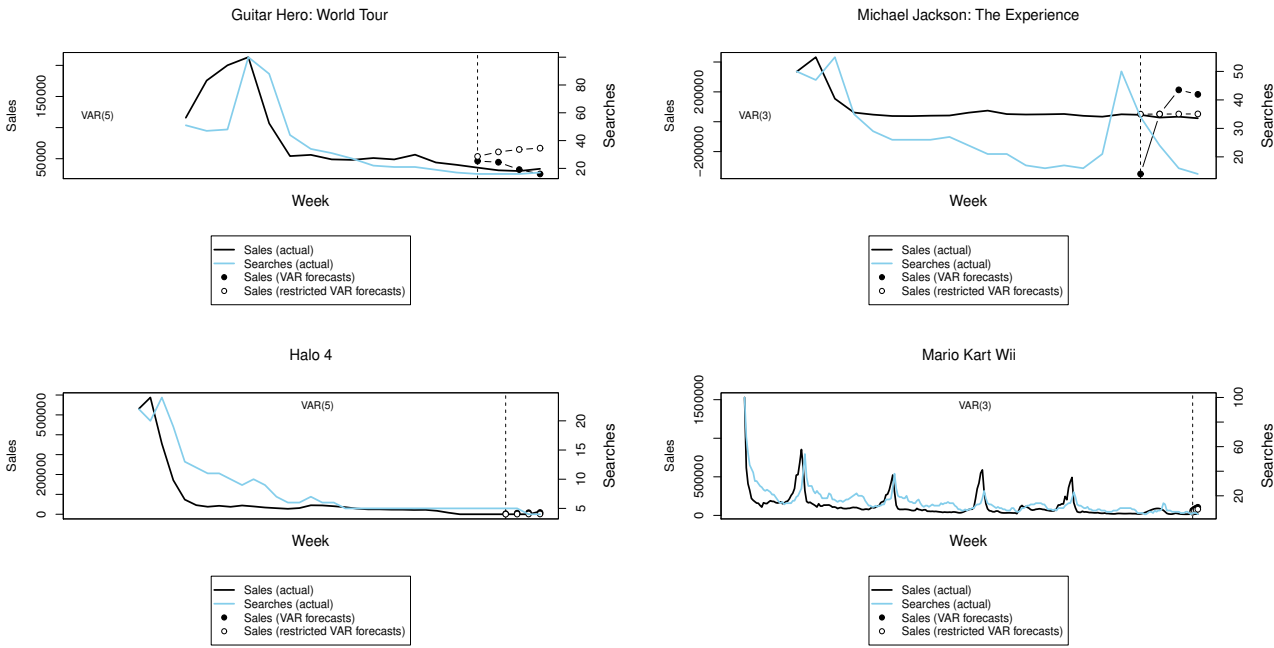 Guitar Hero: World Tour
Sales
50000
150000
VAR(5)
20
40
60
80
Searches
Week
Sales (actual)
Searches (actual)
Sales (VAR forecasts)
Sales (restricted VAR forecasts)
Michael Jackson: The Experience
Sales
−200000
200000
VAR(3)
20
30
40
50
Searches
Week
Sales (actual)
Searches (actual)
Sales (VAR forecasts)
Sales (restricted VAR forecasts)
Halo 4
Sales
0
200000
500000
VAR(5)
5
10
15
20
Searches
Week
Sales (actual)
Searches (actual)
Sales (VAR forecasts)
Sales (restricted VAR forecasts)
Mario Kart Wii
Sales
0
500000
1500000
VAR(3)
20
60
100
Searches
Week
Sales (actual)
Searches (actual)
Sales (VAR forecasts)
Sales (restricted VAR forecasts)